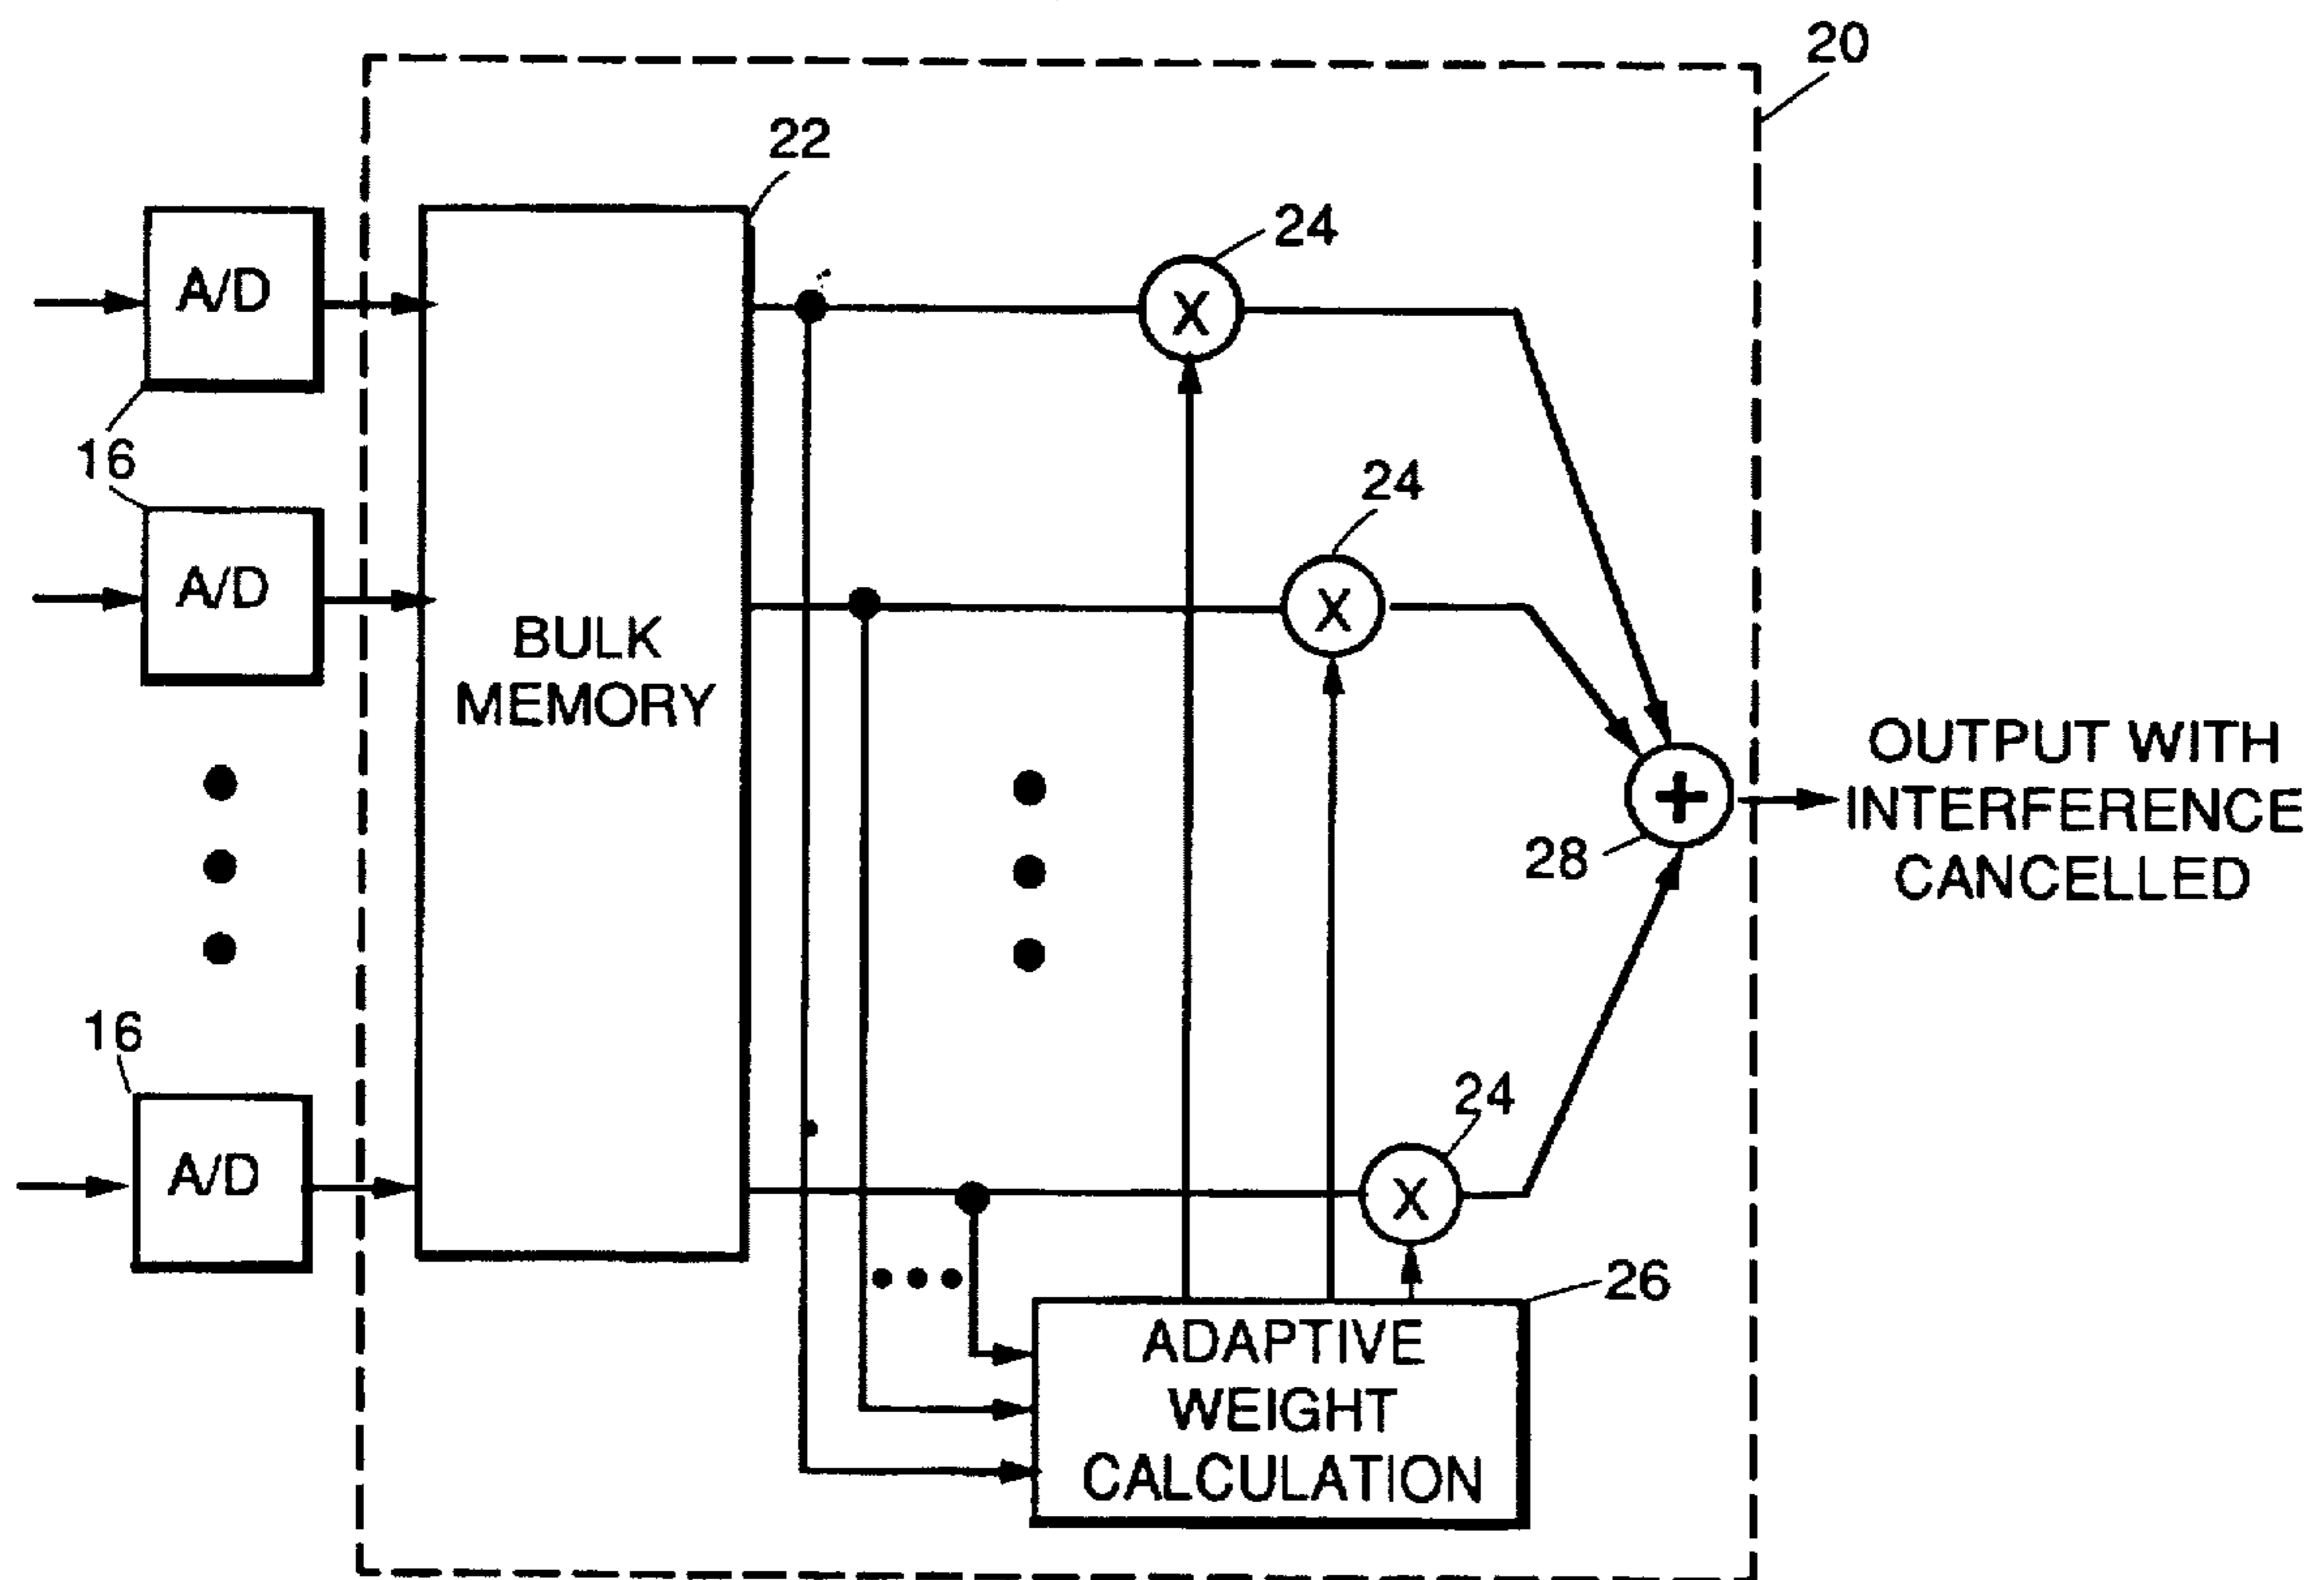 20
22
24
A/D
X
16
24
A/D
X
BULK
MEMORY
OUTPUT WITH
+
INTERFERENCE
28
CANCELLED
16
24
A/D
X
26
ADAPTIVE
WEIGHT
CALCULATION